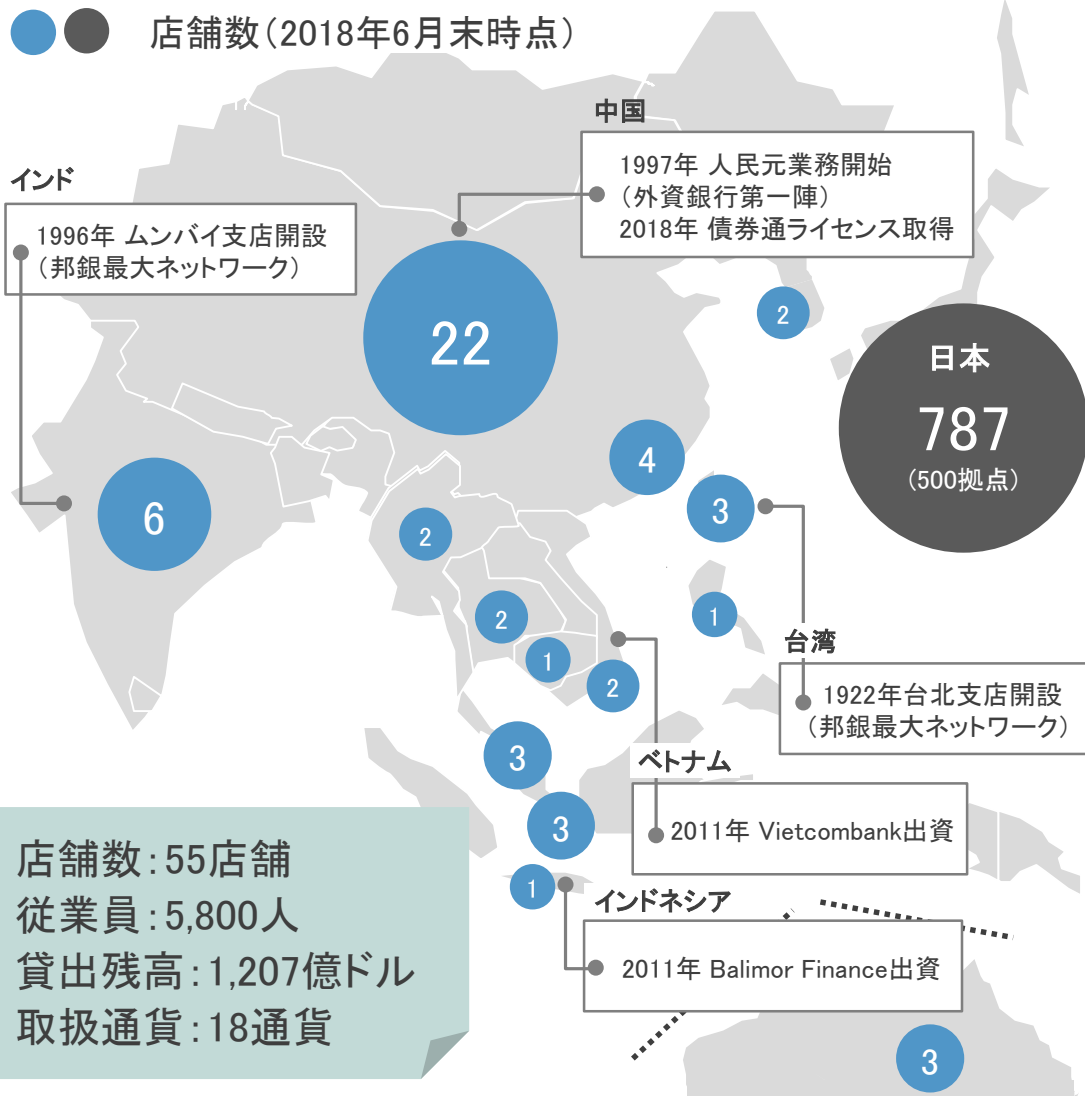 店舗数(2018年6月末時点)
中国
1997年 人民元業務開始
(外資銀行第一陣)
2018年 債券通ライセンス取得
インド
1996年 ムンバイ支店開設
(邦銀最大ネットワーク)
22
2
日本
787
(500拠点)
4
3
6
2
2
1
1
2
台湾
1922年台北支店開設
(邦銀最大ネットワーク)
3
ベトナム
2011年 Vietcombank出資
3
1
インドネシア
2011年 Balimor Finance出資
店舗数:55店舗
従業員:5,800人
貸出残高:1,207億ドル
取扱通貨:18通貨
3